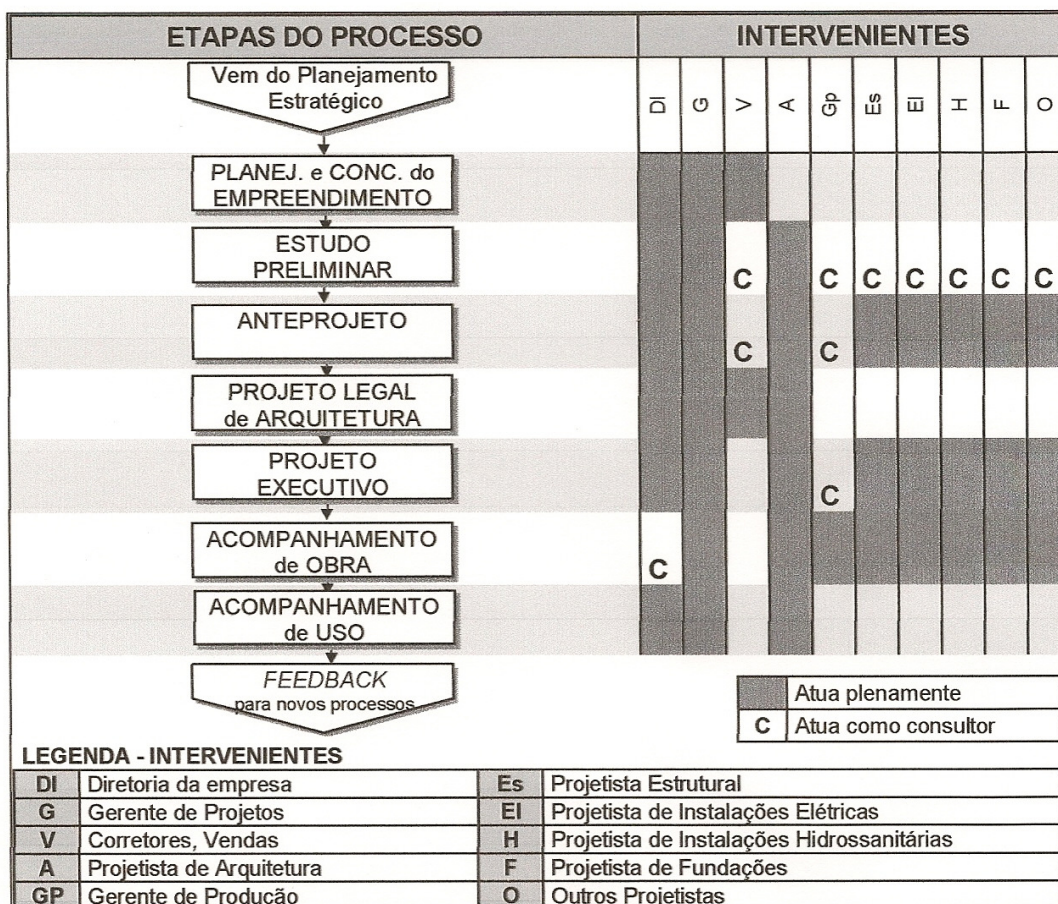 ETAPAS DO PROCESSO
INTERVENIENTES
Vem do Planejamento
Estratégico
DI
G
V
A
Gp
Es
El
H
F
O
PLANEJ. e CONC. do
EMPREENDIMENTO
ESTUDO
PRELIMINAR
C C C C C C C
ANTEPROJETO
C C
PROJETO LEGAL
de ARQUITETURA
PROJETO
EXECUTIVO
C
ACOMPANHAMENTO
de OBRA
C
ACOMPANHAMENTO
de USO
FEEDBACK
para novos processos
Atua plenamente
C Atua como consultor
LEGENDA - INTERVENIENTES
DI Diretoria da empresa Es Projetista Estrutural
G Gerente de Projetos El Projetista de Instalações Elétricas
V Corretores, Vendas H Projetista de Instalações Hidrossanitárias
A Projetista de Arquitetura F Projetista de Fundações
GP Gerente de Produção O Outros Projetistas